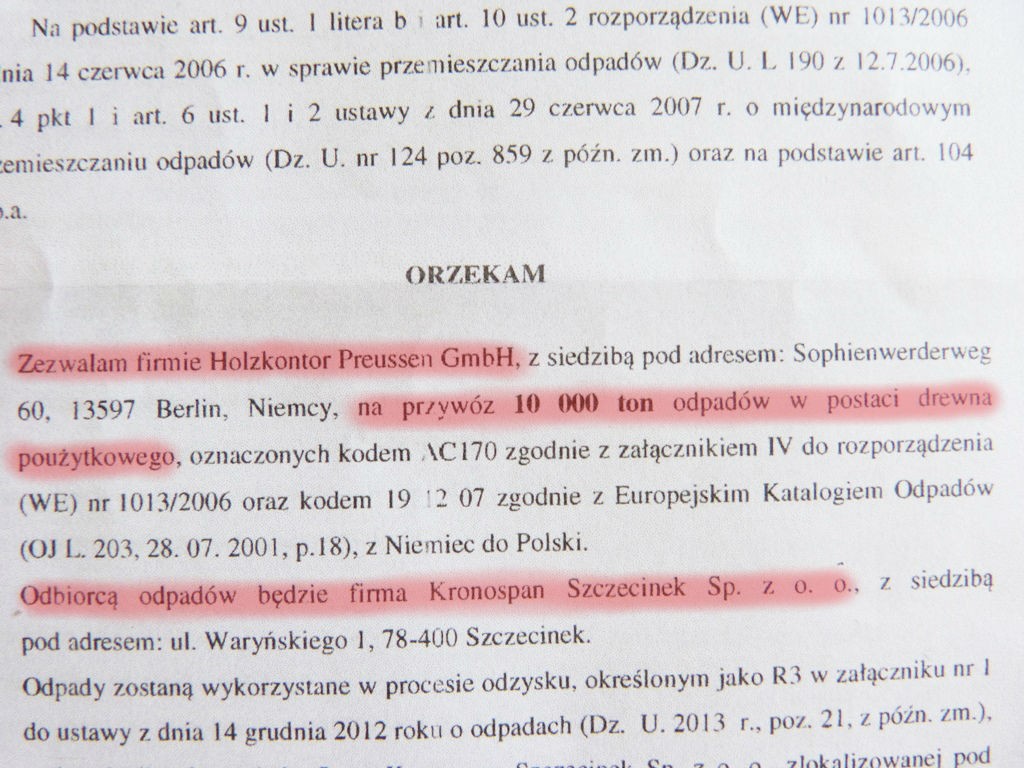 Na podstawie art. 9 ust. 1 litera b i art. 10 ust. 2 rozporządzenia (WE) nr 1013/2006
nia 14 czerwca 2006 r. w sprawie przemieszczania odpadów (Dz. U. L 190 z 12.7.2006),
. 4 pkt 1 i art. 6 ust. 1 i 2 ustawy z dnia 29 czerwca 2007 r. o międzynarodowym
zemieszczaniu odpadów (Dz. U. nr 124 poz. 859 z późn. zm.) oraz na podstawie art. 104
.a.
ORZEKAM
Zezwalam firmie Holzkontor Preussen GmbH, z siedzibą pod adresem: Sophienwerderweg
60, 13597 Berlin, Niemcy, na przywóz 10 000 ton odpadów w postaci drewna
poużytkowego, oznaczonych kodem AC170 zgodnie z załącznikiem IV do rozporządzenia
(WE) nr 1013/2006 oraz kodem 19 12 07 zgodnie z Europejskim Katalogiem Odpadów
(OJ L. 203, 28. 07. 2001, p.18), z Niemiec do Polski.
Odbiorcą odpadów będzie firma Kronospan Szczecinek Sp. z o. o., z siedzibą
pod adresem: ul. Waryńskiego 1, 78-400 Szczecinek.
Odpady zostaną wykorzystane w procesie odzysku, określonym jako R3 w załączniku nr 1
do ustawy z dnia 14 grudnia 2012 roku o odpadach (Dz. U. 2013 r., poz. 21, z późn. zm.),
Szczecinek Sp. z o. o. zlokalizowanej pod